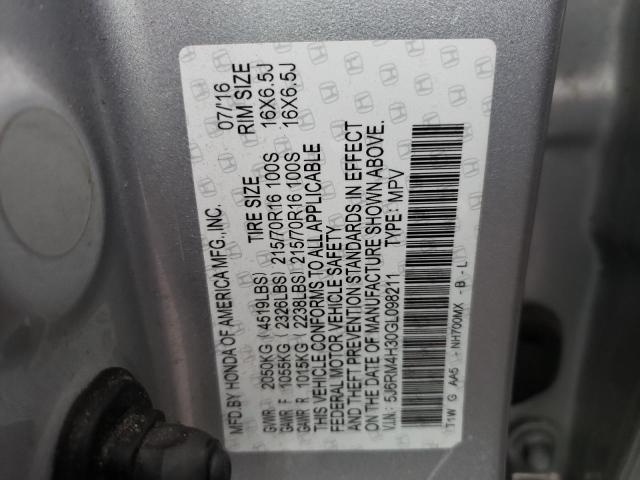 MFD.BY HONDA OF AMERICA MFG.,INC. 07/'16
TIRE SIZE RIM SIZE
GVWR 2050KG (4519LBS)
GAWR F 1055KG (2326LBS) 215/70R16 100S 16X6.5J
GAWR R 1015KG (2238LBS) 215/70R16 100S 16X6.5J
THIS VEHICLE CONFORMS TO ALL APPLICABLE
FEDERAL MOTOR VEHICLE SAFETY
AND THEFT PREVENTION STANDARDS IN EFFECT
ON THE DATE OF MANUFACTURE SHOWN ABOVE.
V.I.N: 5J6RM4H30GL098211 TYPE: MPV
T1W G AA5 - NH700MX -B-L